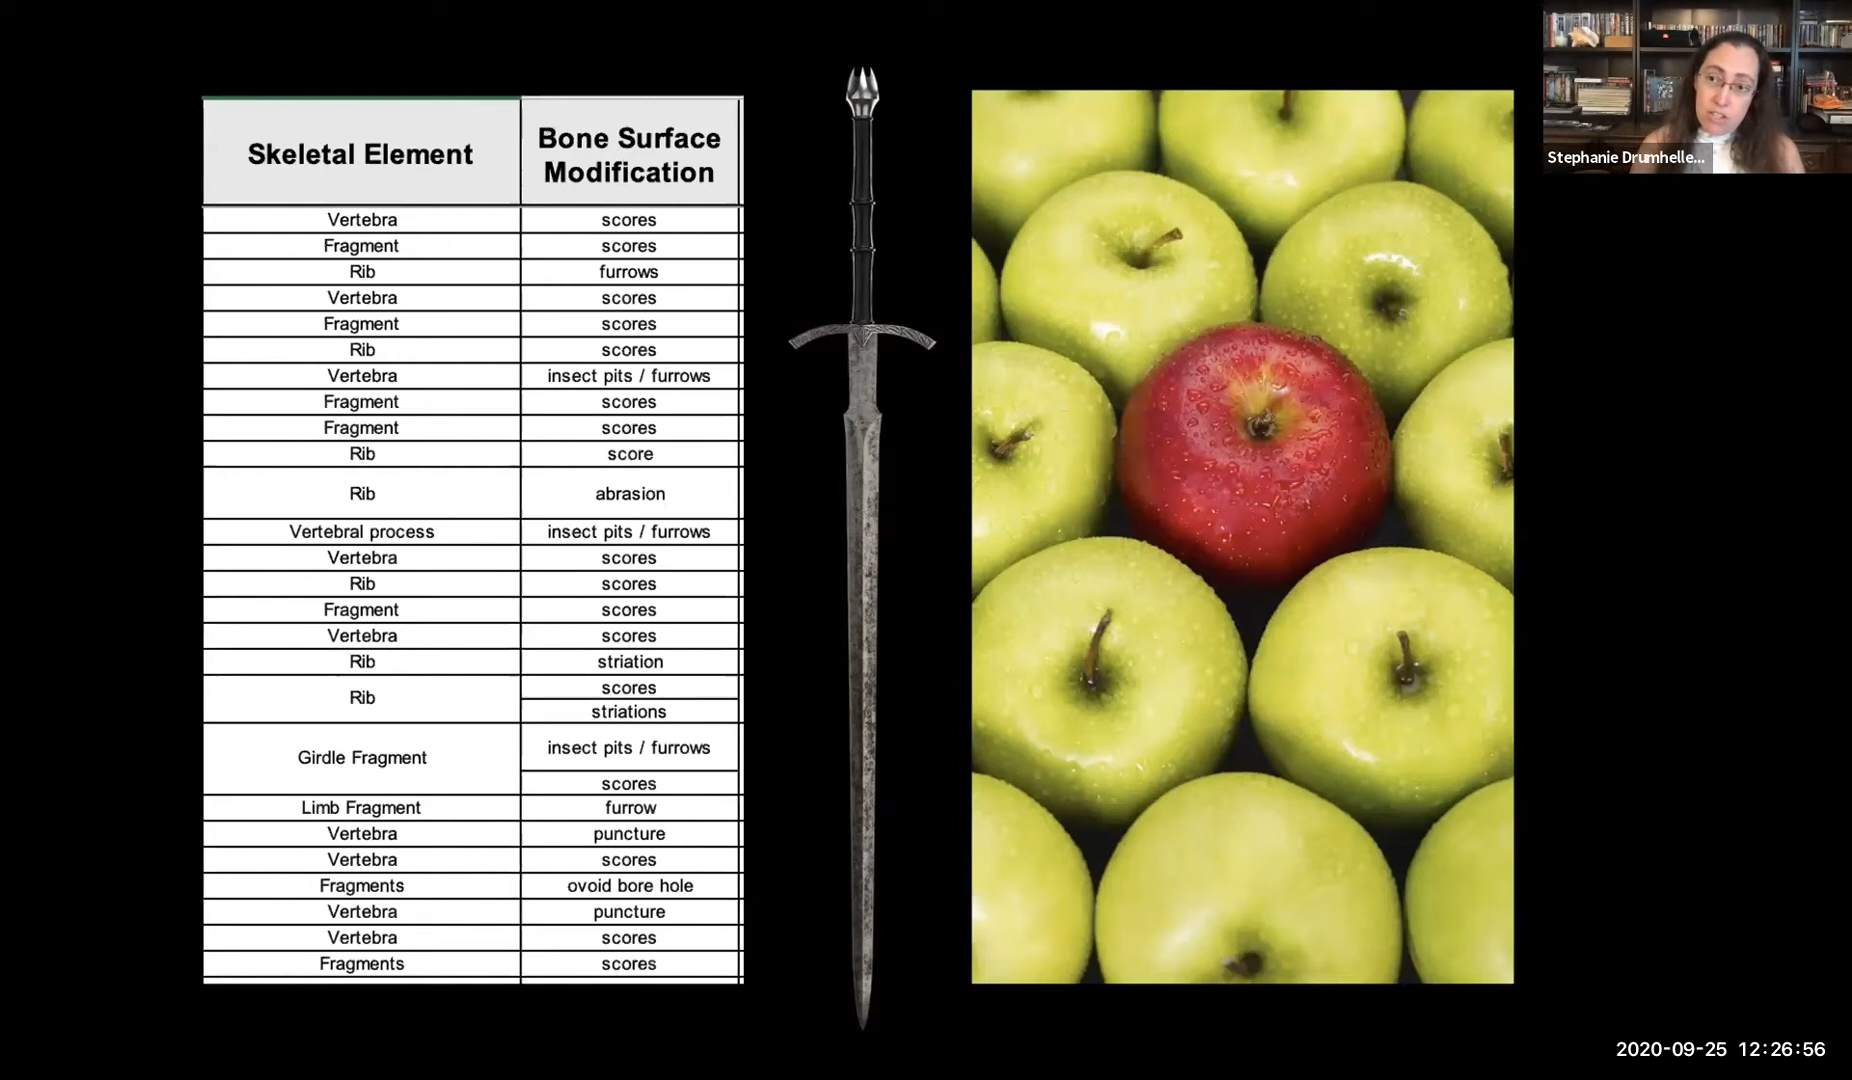 Skeletal Element
Bone Surface
Modification
Vertebra scores
Fragment scores
Rib furrows
Vertebra scores
Fragment scores
Rib scores
Vertebra insect pits / furrows
Fragment scores
Fragment scores
Rib score
Rib abrasion
Vertebral process insect pits / furrows
Vertebra scores
Rib scores
Fragment scores
Vertebra scores
Rib striation
Rib
scores
striations
Girdle Fragment
insect pits / furrows
scores
Limb Fragment furrow
Vertebra puncture
Vertebra scores
Fragments ovoid bore hole
Vertebra puncture
Vertebra scores
Fragments scores
Stephanie Drumhelle...
2020-09-25 12:26:56